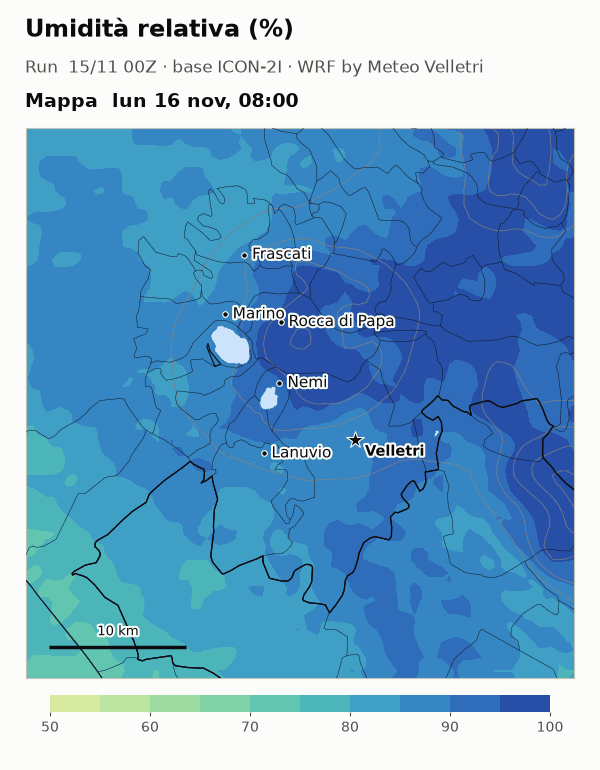 Umidità relativa (%)
Run  15/11 00Z · base ICON-2I · WRF by Meteo Velletri
Mappa  lun 16 nov, 08:00
Frascati
Marino
Rocca di Papa
Nemi
Velletri
Lanuvio
10 km
50 60 70 80 90 100